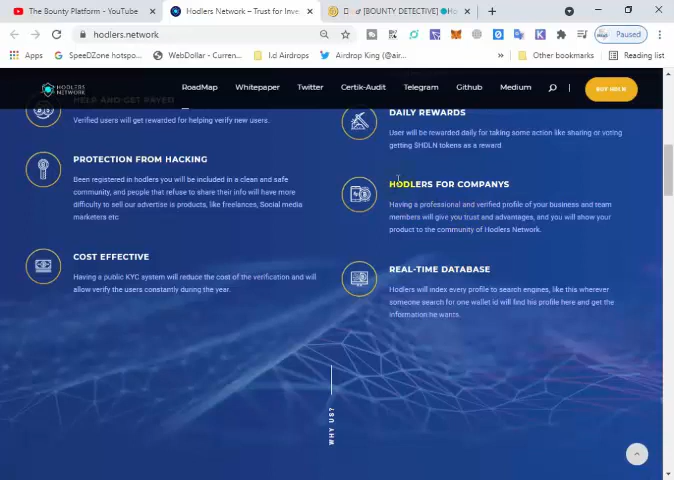 The Bounty Platform - YouTube
Hodlers Network – Trust for Inve
[BOUNTY DETECTIVE] Ho
hodlers.network
Paused
Apps
SpeeDZone hotspo...
WebDollar - Curren...
I.d Airdrops
Airdrop King (@air...
»
Other bookmarks
Reading list
HODLERS
NETWORK
RoadMap
Whitepaper
Twitter
Certik-Audit
Telegram
Github
Medium
BUY HDLN
HELP AND GET PAYED
Verified users will get rewarded for helping verify new users.
DAILY REWARDS
User will be rewarded daily for taking some action like sharing or voting
getting $HDLN tokens as a reward
PROTECTION FROM HACKING
Been registered in hodlers you will be included in a clean and safe
community, and people that refuse to share their info will have more
difficulty to sell our advertise is products, like freelances, Social media
marketers etc
HODLERS FOR COMPANYS
Having a professional and verified profile of your business and team
members will give you trust and advantages, and you will show your
product to the community of Hodlers Network.
COST EFFECTIVE
Having a public KYC system will reduce the cost of the verification and will
allow verify the users constantly during the year.
REAL-TIME DATABASE
Hodlers will index every profile to search engines, like this wherever
someone search for one wallet id will find his profile here and get the
information he wants.
WHY US?